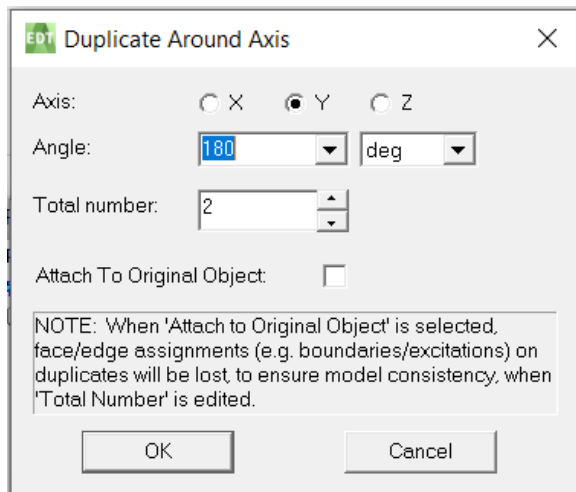 EDT Duplicate Around Axis
Axis: X Y Z
Angle: 180 deg
Total number: 2
Attach To Original Object:
NOTE: When 'Attach to Original Object' is selected,
face/edge assignments (e.g. boundaries/excitations) on
duplicates will be lost, to ensure model consistency, when
'Total Number' is edited.
OK Cancel